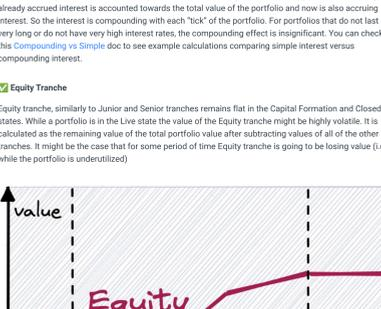 already accrued interest is accounted towards the total value of the portfolio and now is also accruing
interest. So the interest is compounding with each "tick" of the portfolio. For portfolios that do not last
very long or do not have very high interest rates, the compounding effect is insignificant. You can check
this Compounding vs Simple doc to see example calculations comparing simple interest versus
compounding interest.
✅ Equity Tranche
Equity tranche, similarly to Junior and Senior tranches remains flat in the Capital Formation and Closed
states. While a portfolio is in the Live state the value of the Equity tranche might be highly volatile. It is
calculated as the remaining value of the total portfolio value after subtracting values of all of the other
tranches. It might be the case that for some period of time Equity tranche is going to be losing value (i.e
while the portfolio is underutilized)
value
Equity